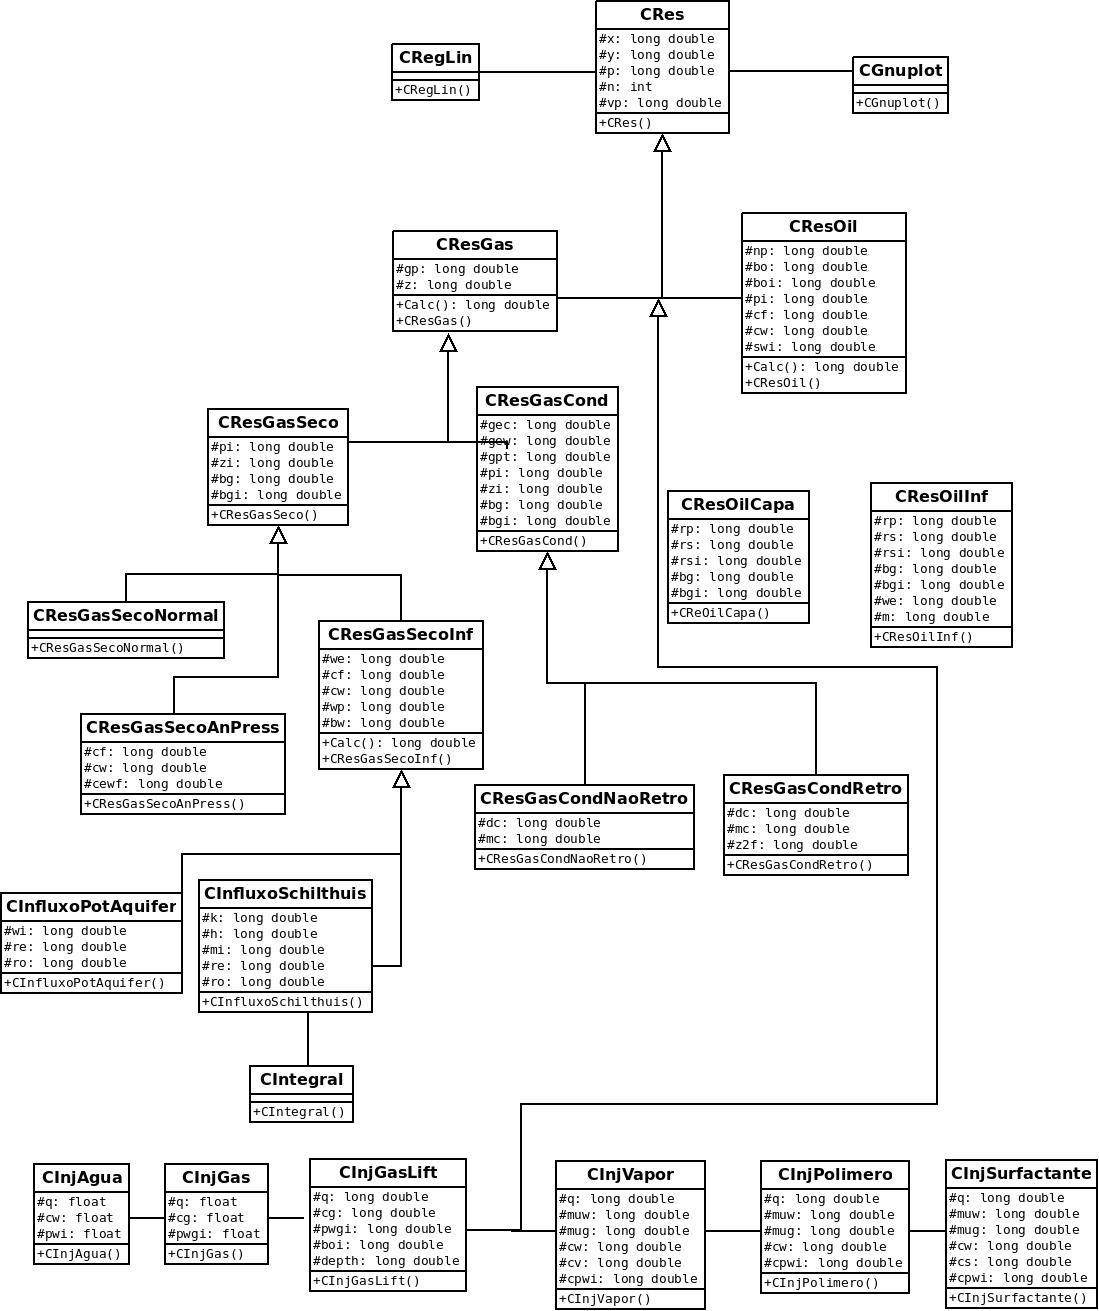 CRes
#x: long double
#y: long double
#p: long double
#n: int
#vp: long double
+CRes()
CRegLin
+CRegLin()
CGnuplot
+CGnuplot()
CResGas
#gp: long double
#z: long double
+Calc(): long double
+CResGas()
CResOil
#np: long double
#bo: long double
#boi: long double
#pi: long double
#cf: long double
#cw: long double
#swi: long double
+Calc(): long double
+CResOil()
CResGasSeco
#pi: long double
#zi: long double
#bg: long double
#bgi: long double
+CResGasSeco()
CResGasCond
#gec: long double
#gew: long double
#gpt: long double
#pi: long double
#zi: long double
#bg: long double
#bgi: long double
+CResGasCond()
CResOilCapa
#rp: long double
#rs: long double
#rsi: long double
#bg: long double
#bgi: long double
+CReOilCapa()
CResOilInf
#rp: long double
#rs: long double
#rsi: long double
#bg: long double
#bgi: long double
#we: long double
#m: long double
+CResOilInf()
CResGasSecoNormal
+CResGasSecoNormal()
CResGasSecoInf
#we: long double
#cf: long double
#cw: long double
#wp: long double
#bw: long double
+Calc(): long double
+CResGasSecoInf()
CResGasSecoAnPress
#cf: long double
#cw: long double
#cewf: long double
+CResGasSecoAnPress()
CResGasCondNaoRetro
#dc: long double
#mc: long double
+CResGasCondNaoRetro()
CResGasCondRetro
#dc: long double
#mc: long double
#z2f: long double
+CResGasCondRetro()
CInfluxoPotAquifer
#wi: long double
#re: long double
#ro: long double
+CInfluxoPotAquifer()
CInfluxoSchilthuis
#k: long double
#h: long double
#mi: long double
#re: long double
#ro: long double
+CInfluxoSchilthuis()
CIntegral
+CIntegral()
CInjAgua
#q: float
#cw: float
#pwi: float
+CInjAgua()
CInjGas
#q: float
#cg: float
#pwgi: float
+CInjGas()
CInjGasLift
#q: long double
#cg: long double
#pwgi: long double
#boi: long double
#depth: long double
+CInjGasLift()
CInjVapor
#q: long double
#muw: long double
#mug: long double
#cw: long double
#cv: long double
#cpwi: long double
+CInjVapor()
CInjPolimero
#q: long double
#muw: long double
#mug: long double
#cw: long double
#cpwi: long double
+CInjPolimero()
CInjSurfactante
#q: long double
#muw: long double
#mug: long double
#cw: long double
#cs: long double
#cpwi: long double
+CInjSurfactante()